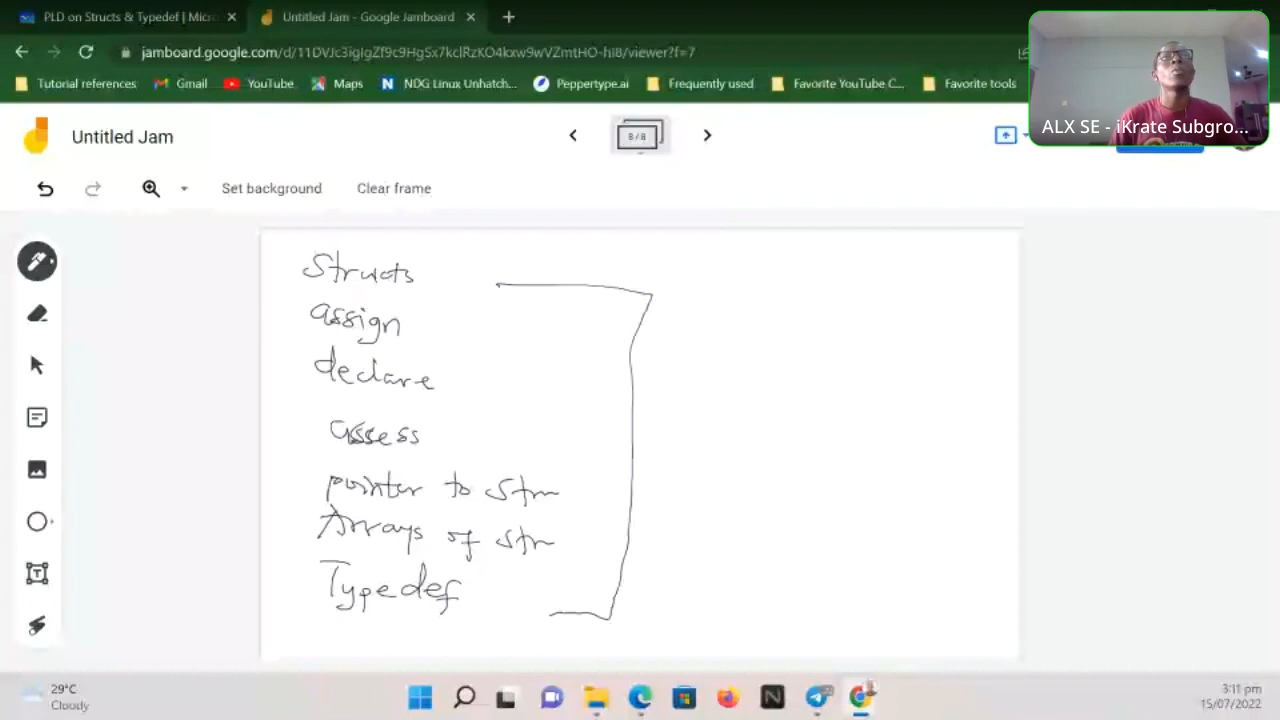 PLD on Structs & Typedef | Micro
Untitled Jam - Google Jamboard
jamboard.google.com/d/11DVJc3igIgZf9c9HgSx7kclRzKO4kxw9wVZmtHO-hi8/viewer?f=7
Tutorial references
Gmail
YouTube
Maps
NDG Linux Unhatch...
Peppertype.ai
Frequently used
Favorite YouTube C...
Favorite tools
ALX SE - iKrate Subgro...
Untitled Jam
8/8
Set background
Clear frame
Structs
assign
declare
assess
pointer to Stru
Arrays of str
Typedef
29°C
Cloudy
3:11 pm
15/07/2022